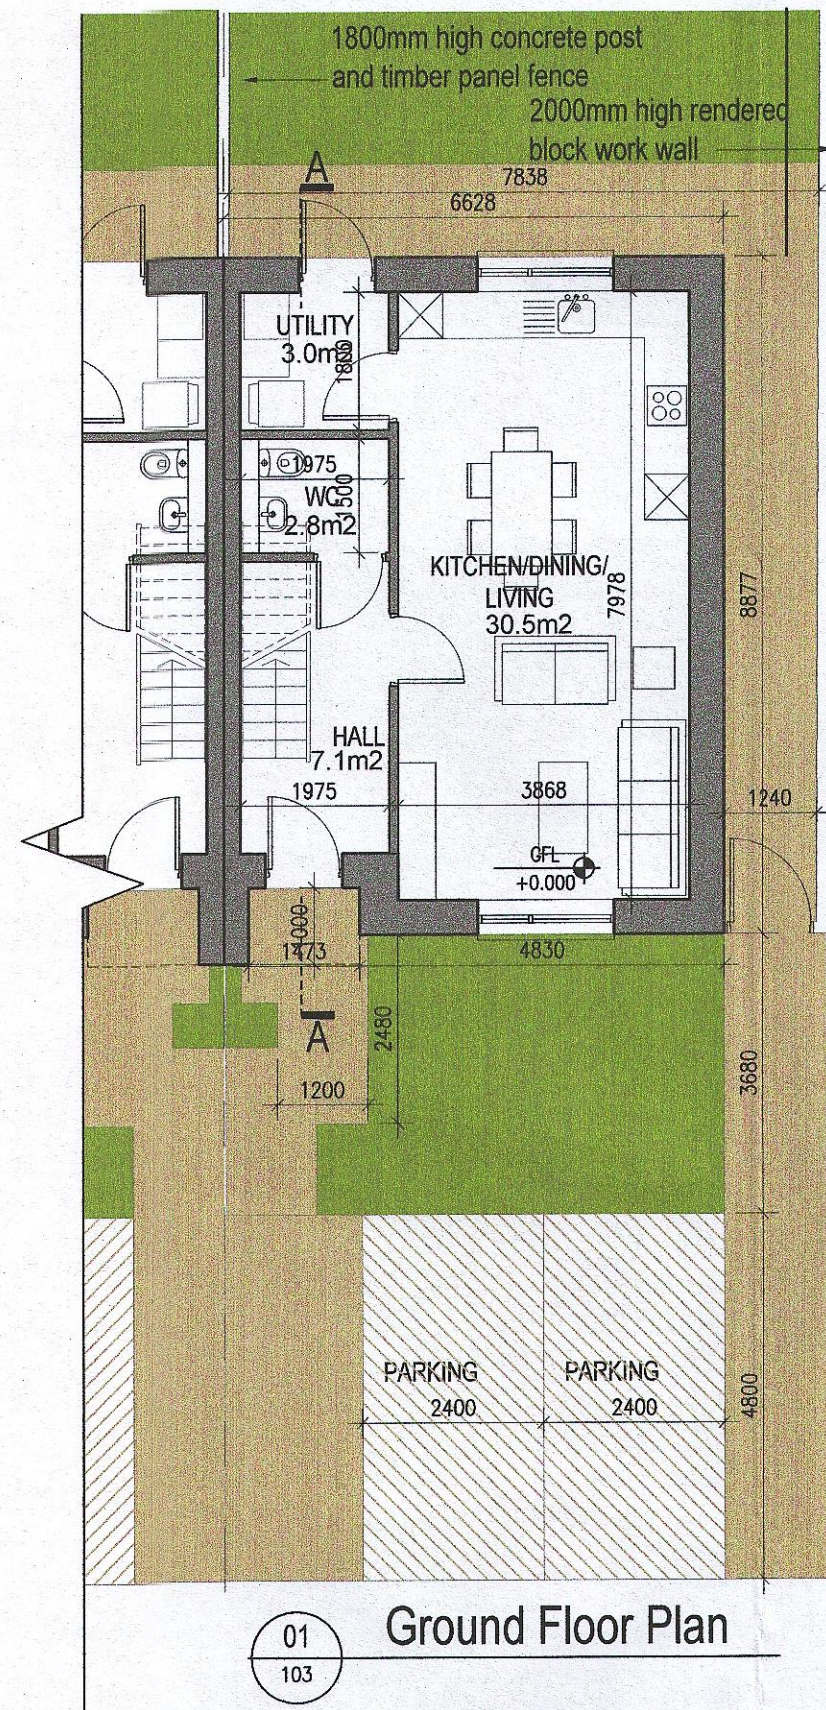 1800mm high concrete post
and timber panel fence
2000mm high rendered
block work wall
A
7838
6628
UTILITY
3.0m2
1975
1500
WC
2.8m2
KITCHEN/DINING/
LIVING
30.5m2
7978
8877
HALL
7.1m2
1975
3868
1240
GFL
+0.000
1000
1473
4830
A
2480
1200
3680
PARKING
PARKING
2400
2400
4800
01
103
Ground Floor Plan